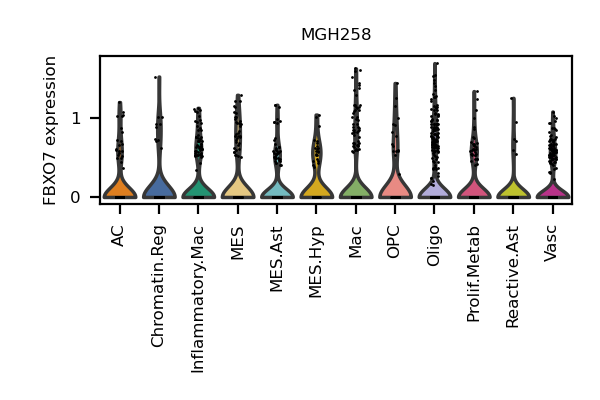 MGH258
FBXO7 expression
1
0
AC
Chromatin.Reg
Inflammatory.Mac
MES
MES.Ast
MES.Hyp
Mac
OPC
Oligo
Prolif.Metab
Reactive.Ast
Vasc